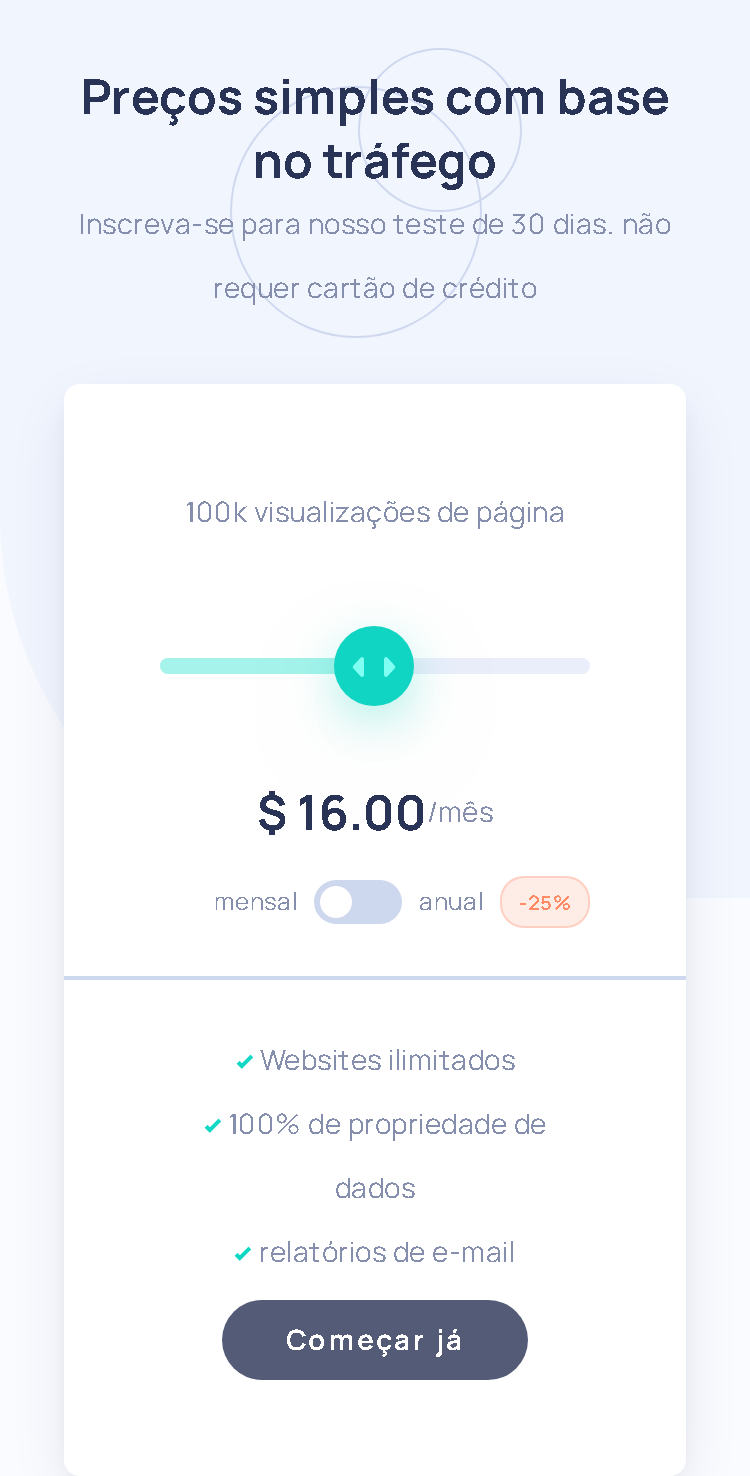 Preços simples com base
no tráfego
Inscreva-se para nosso teste de 30 dias. não
requer cartão de crédito
100k visualizações de página
$ 16.00/mês
mensal anual -25%
Websites ilimitados
100% de propriedade de
dados
relatórios de e-mail
Começar já